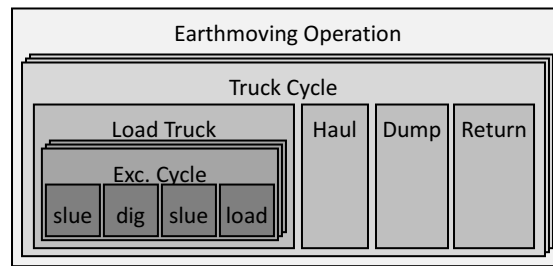 Earthmoving Operation
Truck Cycle
Load Truck Haul Dump Return
Exc. Cycle
slue dig slue load